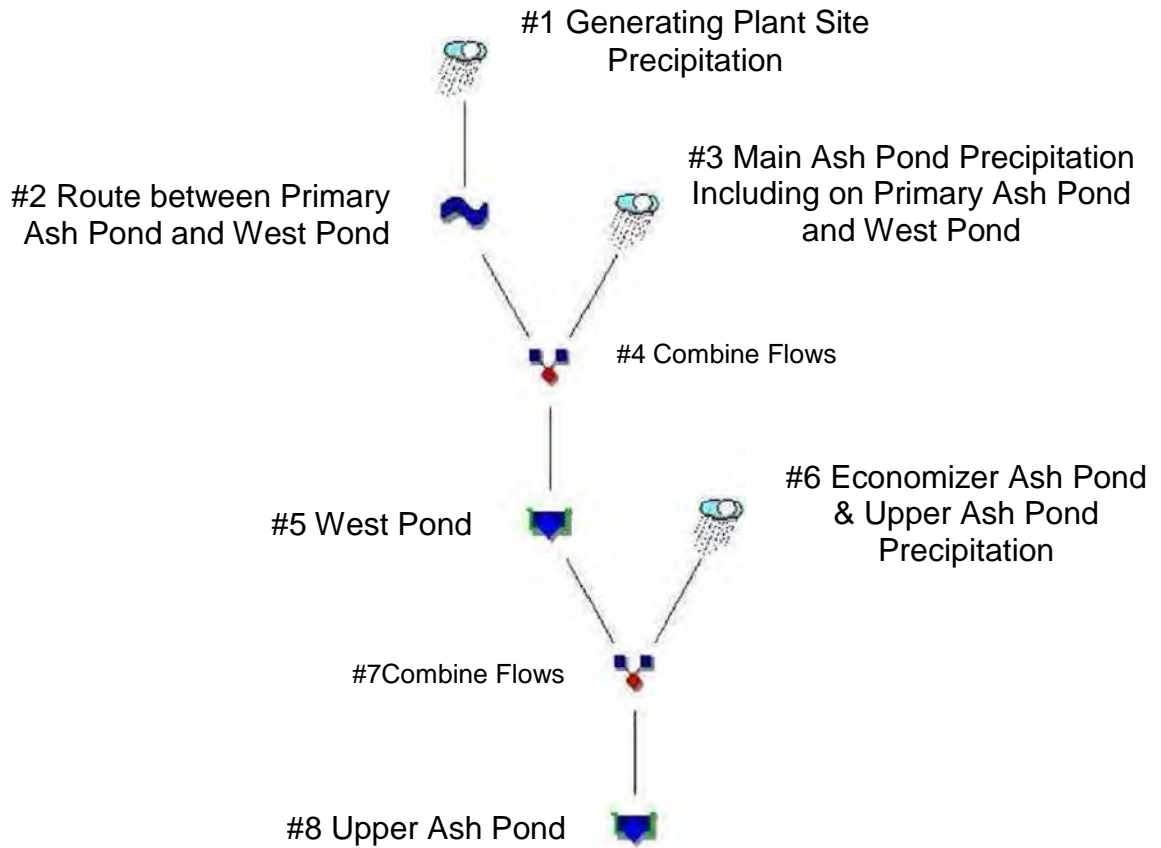 #1 Generating Plant Site
Precipitation
#2 Route between Primary
Ash Pond and West Pond
#3 Main Ash Pond Precipitation
Including on Primary Ash Pond
and West Pond
#4 Combine Flows
#5 West Pond
#6 Economizer Ash Pond
& Upper Ash Pond
Precipitation
#7Combine Flows
#8 Upper Ash Pond